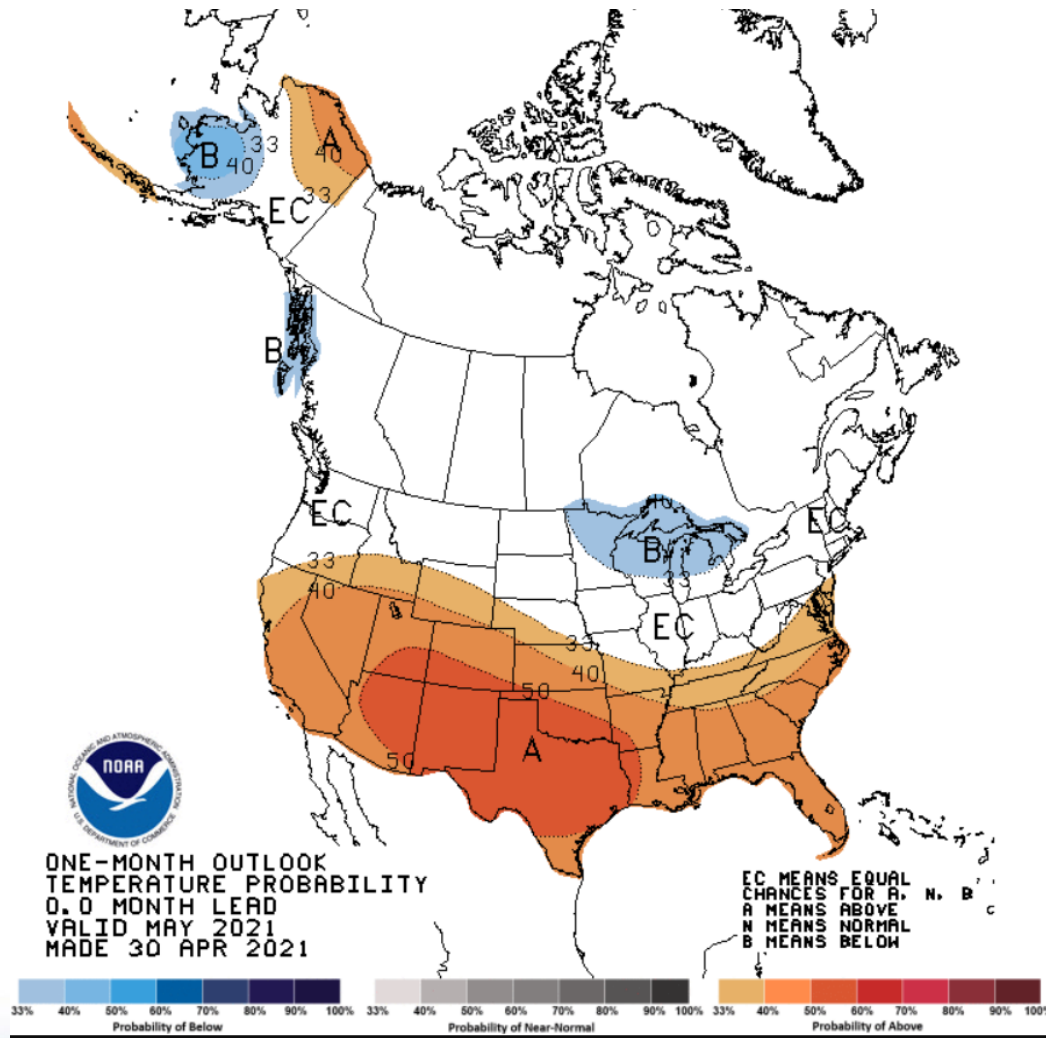 B
33
40
A
40
33
EC
B
EC
33
40
40
B
33
EC
EC
33
40
50
50
A
NATIONAL OCEANIC AND ATMOSPHERIC ADMINISTRATION
NOAA
U.S. DEPARTMENT OF COMMERCE
ONE-MONTH OUTLOOK
TEMPERATURE PROBABILITY
0.0 MONTH LEAD
VALID MAY 2021
MADE 30 APR 2021
EC MEANS EQUAL
CHANCES FOR A, N, B
A MEANS ABOVE
N MEANS NORMAL
B MEANS BELOW
C
33% 40% 50% 60% 70% 80% 90% 100%
Probability of Below
33% 40% 50% 60% 70% 80% 90% 100%
Probability of Near-Normal
33% 40% 50% 60% 70% 80% 90% 100%
Probability of Above